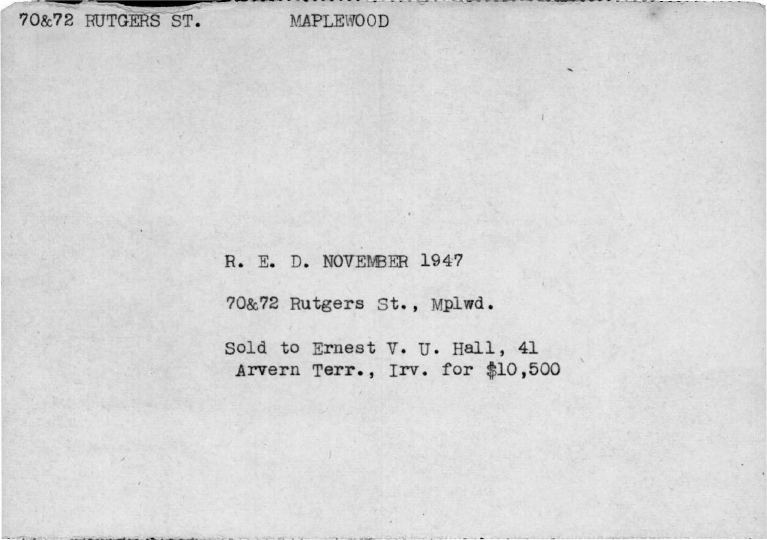 70&72 RUTGERS ST. MAPLEWOOD
R. E. D. NOVEMBER 1947
70&72 Rutgers St., Mplwd.
Sold to Ernest V. U. Hall, 41
Arvern Terr., Irv. for $10,500